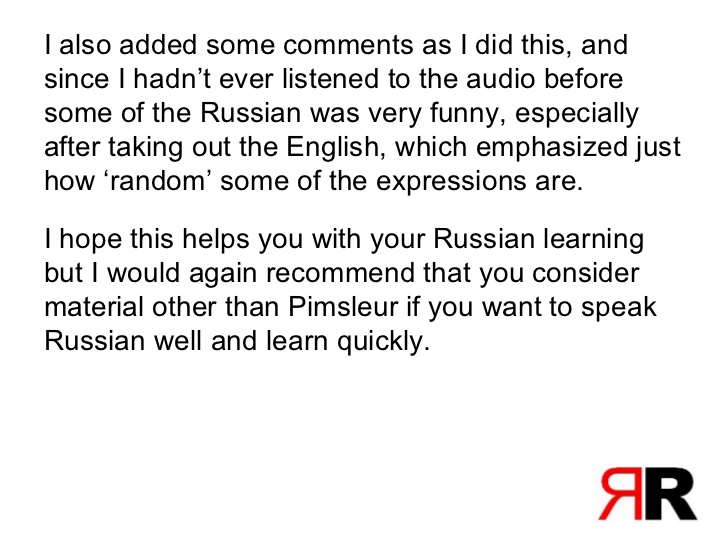 I also added some comments as I did this, and
since I hadn’t ever listened to the audio before
some of the Russian was very funny, especially
after taking out the English, which emphasized just
how ‘random’ some of the expressions are.
I hope this helps you with your Russian learning
but I would again recommend that you consider
material other than Pimsleur if you want to speak
Russian well and learn quickly.
ЯR